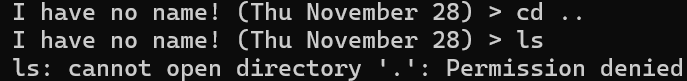 I have no name! (Thu November 28) > cd ..
I have no name! (Thu November 28) > ls
ls: cannot open directory '.': Permission denied